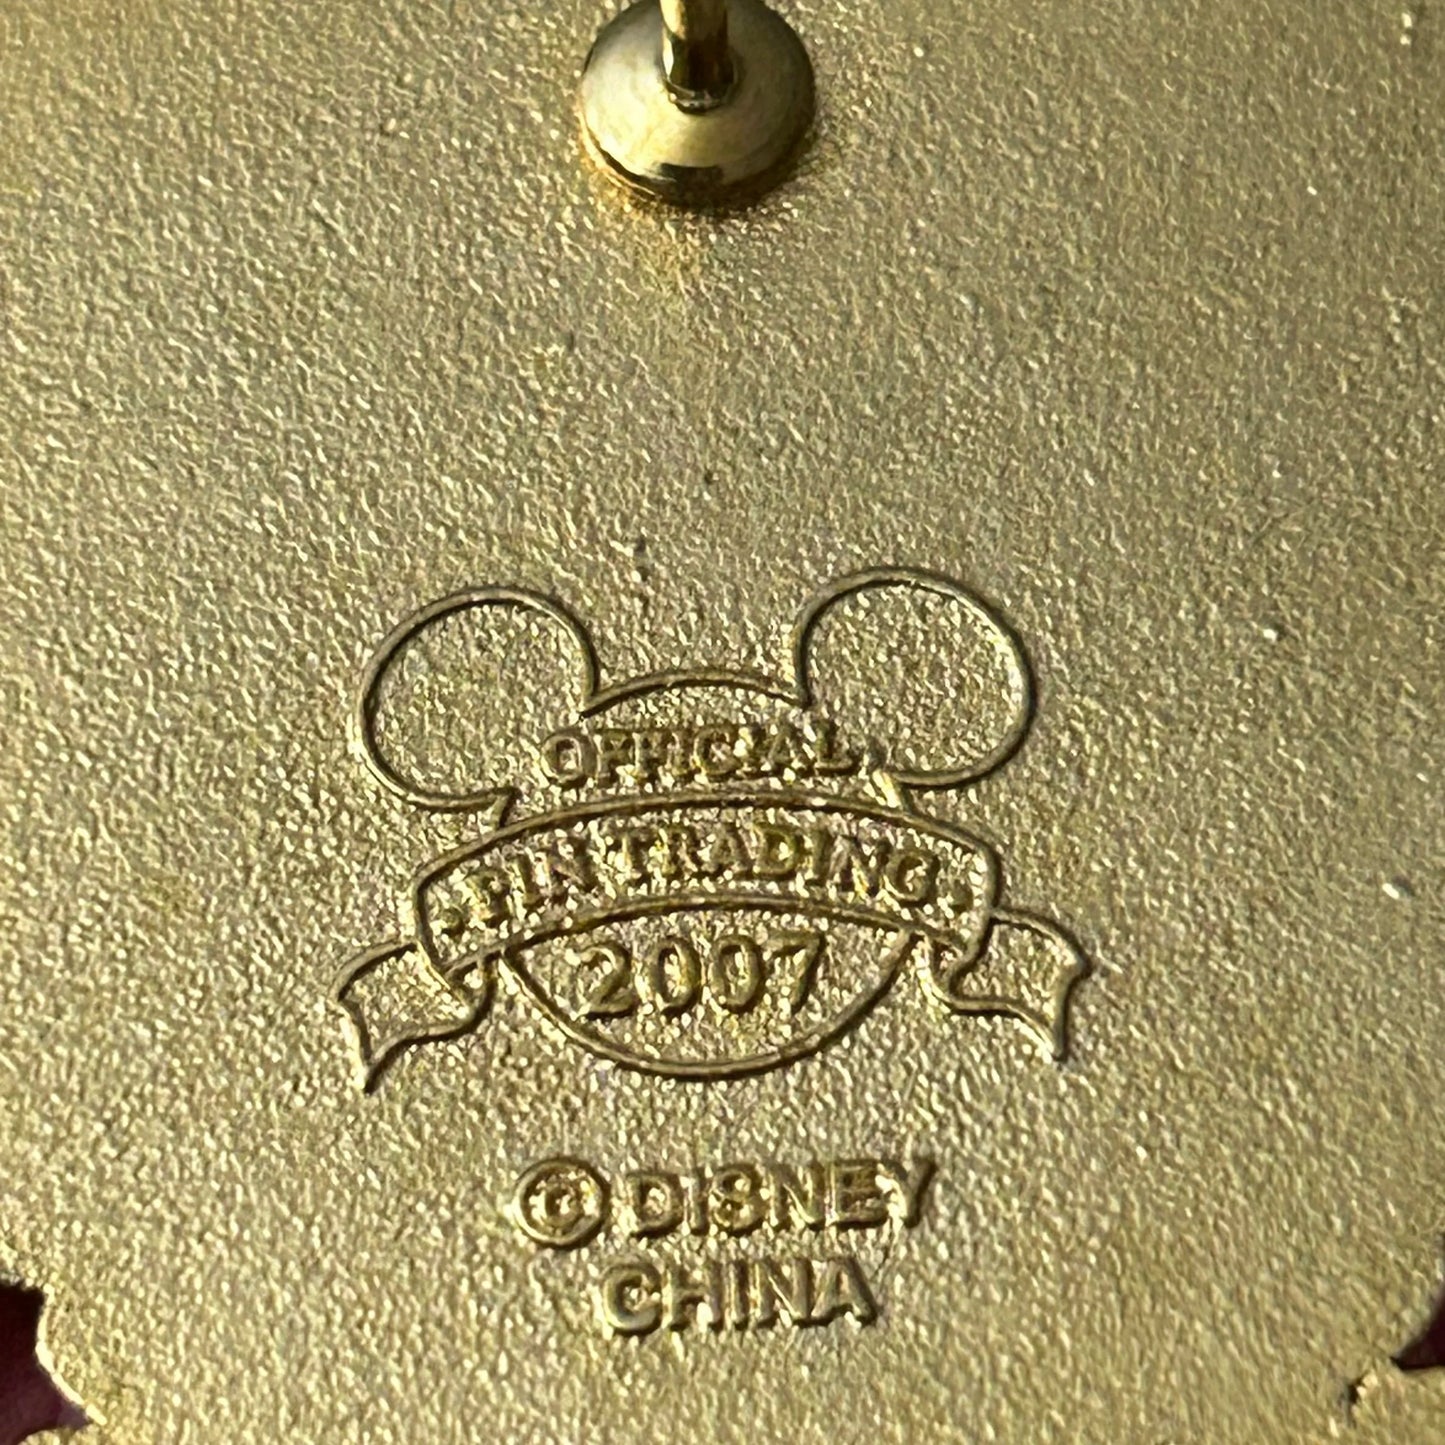 OFFICIAL
PIN TRADING
2007
© DISNEY
CHINA